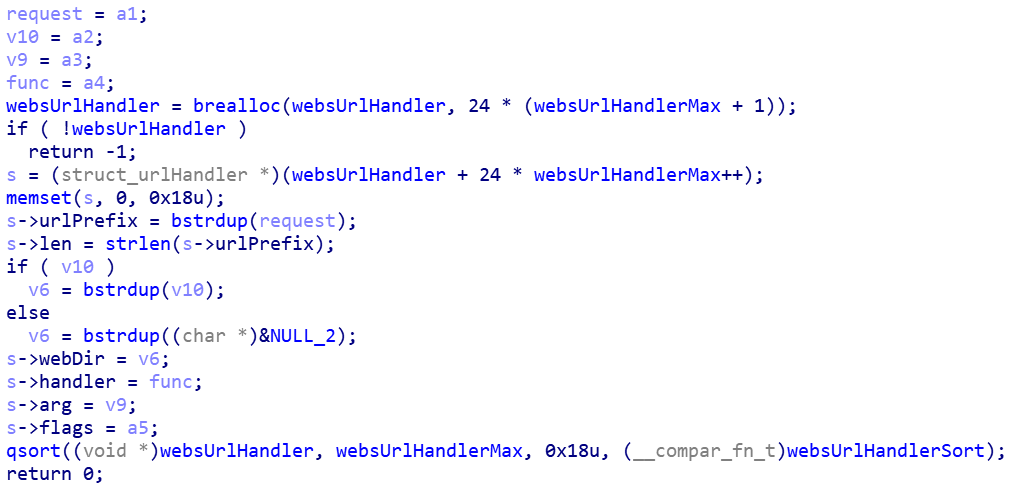 request = a1;
v10 = a2;
v9 = a3;
func = a4;
websUrlHandler = brealloc(websUrlHandler, 24 * (websUrlHandlerMax + 1));
if ( !websUrlHandler )
  return -1;
s = (struct_urlHandler *)(websUrlHandler + 24 * websUrlHandlerMax++);
memset(s, 0, 0x18u);
s->urlPrefix = bstrdup(request);
s->len = strlen(s->urlPrefix);
if ( v10 )
  v6 = bstrdup(v10);
else
  v6 = bstrdup((char *)&NULL_2);
s->webDir = v6;
s->handler = func;
s->arg = v9;
s->flags = a5;
qsort((void *)websUrlHandler, websUrlHandlerMax, 0x18u, (__compar_fn_t)websUrlHandlerSort);
return 0;